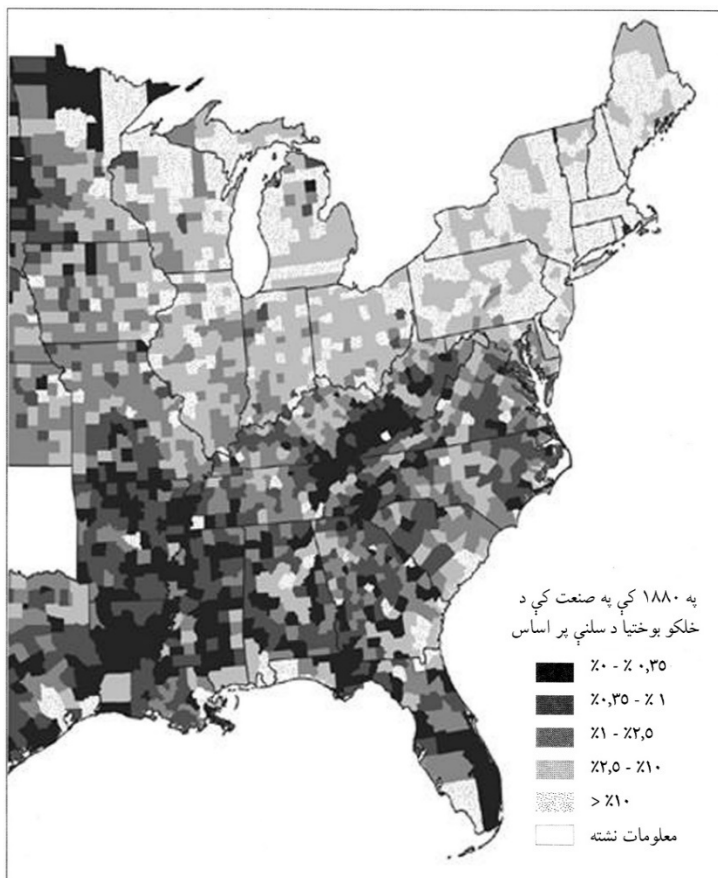 په ۱۸۸۰ کې په صنعت کې د
خلکو بوختیا د سلنې پر اساس
٪۰ - ٪ ۰,۳۵
٪۰,۳۵ - ٪ ۱
٪۱ - ٪۲,۵
٪۲,۵ - ٪۱۰
> ٪۱۰
معلومات نشته